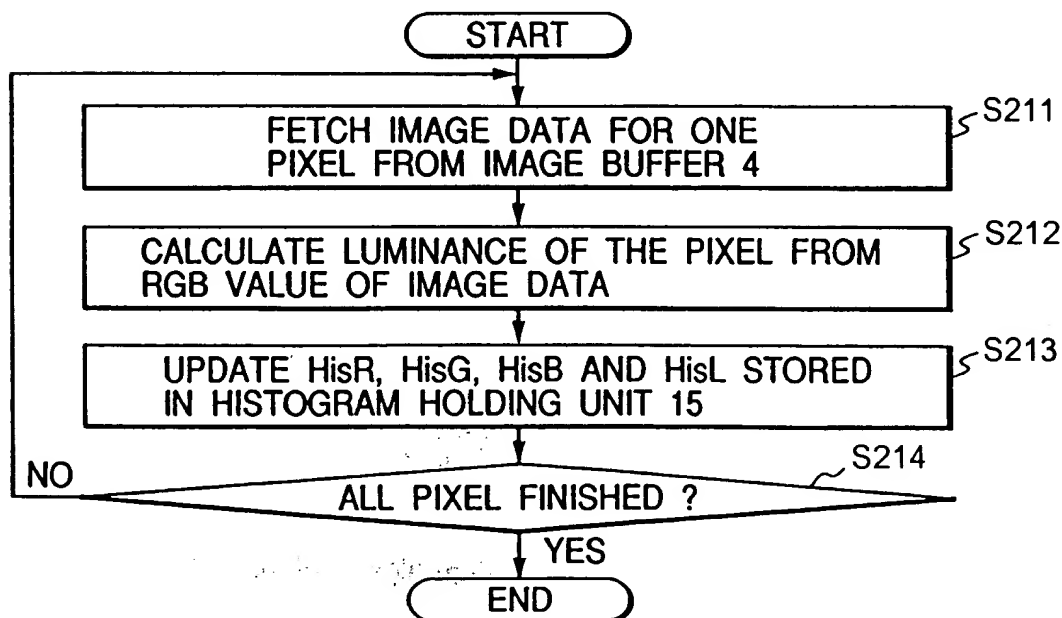 START
S211
FETCH IMAGE DATA FOR ONE
PIXEL FROM IMAGE BUFFER 4
S212
CALCULATE LUMINANCE OF THE PIXEL FROM
RGB VALUE OF IMAGE DATA
S213
UPDATE HisR, HisG, HisB AND HisL STORED
IN HISTOGRAM HOLDING UNIT 15
S214
NO
ALL PIXEL FINISHED ?
YES
END